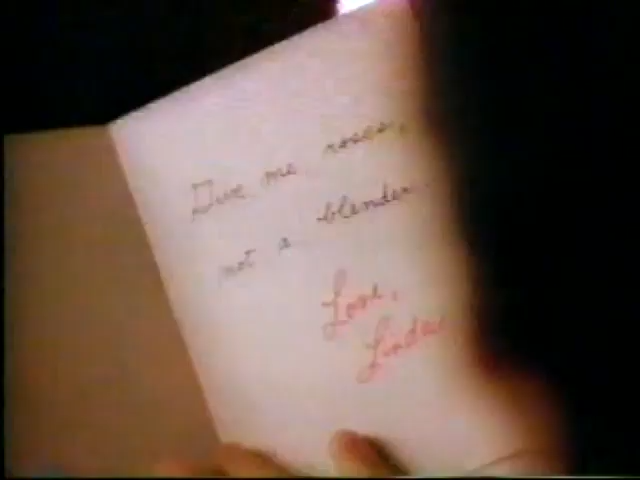 Give me roses,
not a blender.
Love,
Linda